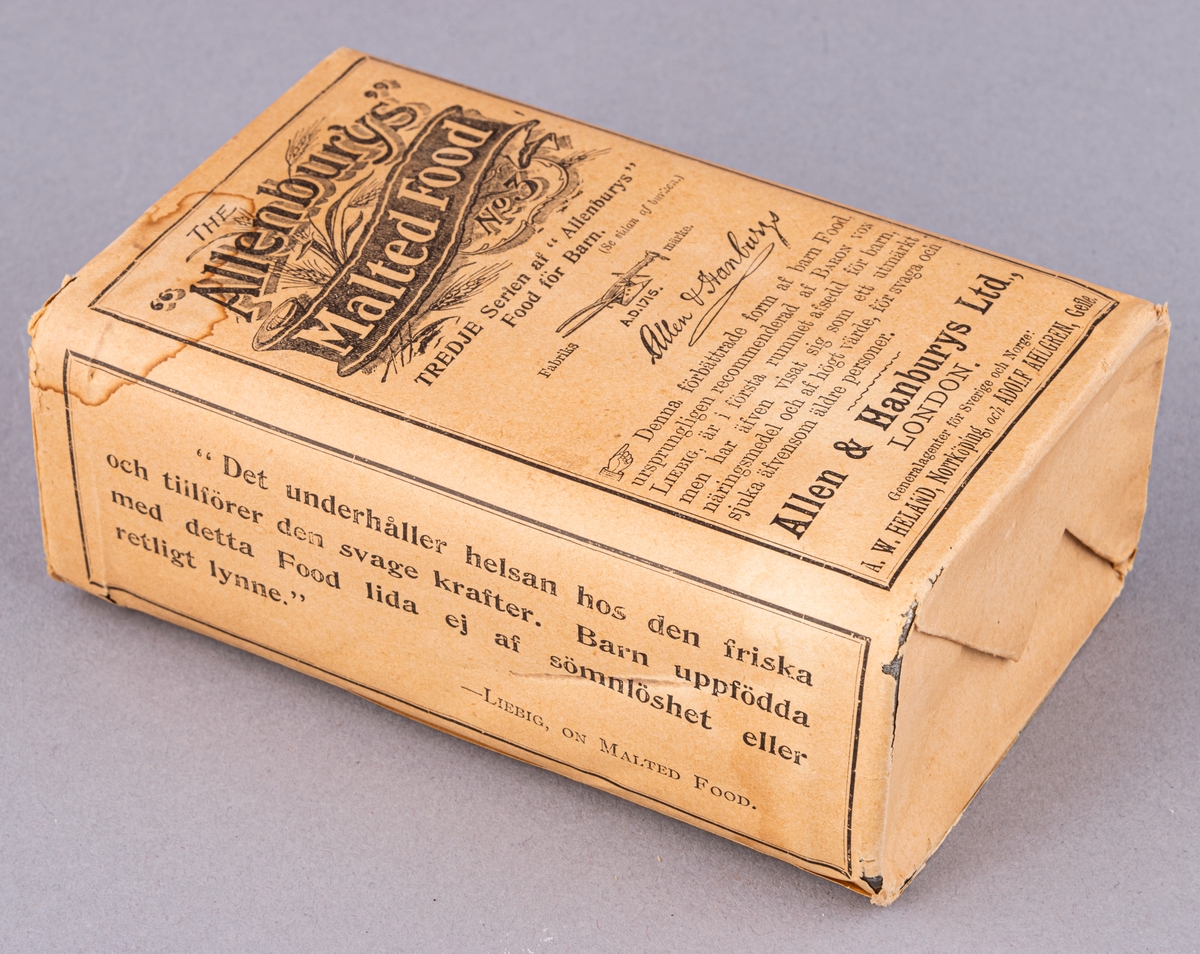 THE
“Allenburys”
Malted Food
No. 3
TREDJE Serien af “Allenburys”
Food för Barn.
(Se sidan af burken.)
Fabriks märke.
A.D. 1715.
Allen & Hanburys
☞ Denna förbättrade form af barn Food,
ursprungligen recommenderad af BARON VON
LIEBIG, är i första rummet afsedd för barn,
men har äfven visat sig som ett utmärkt
näringsmedel och af högt värde, för svaga och
sjuka äfvensom äldre personer.
Allen & Hanburys Ltd.,
LONDON.
Generalagenter för Sverige och Norge:
A. W. HELAND, Norrköping, och ADOLF AHLGREN, Gefle.
“Det underhåller helsan hos den friska
och tiilförer den svage krafter. Barn uppfödda
med detta Food lida ej af sömnlöshet eller
retligt lynne.”
—LIEBIG, ON MALTED FOOD.